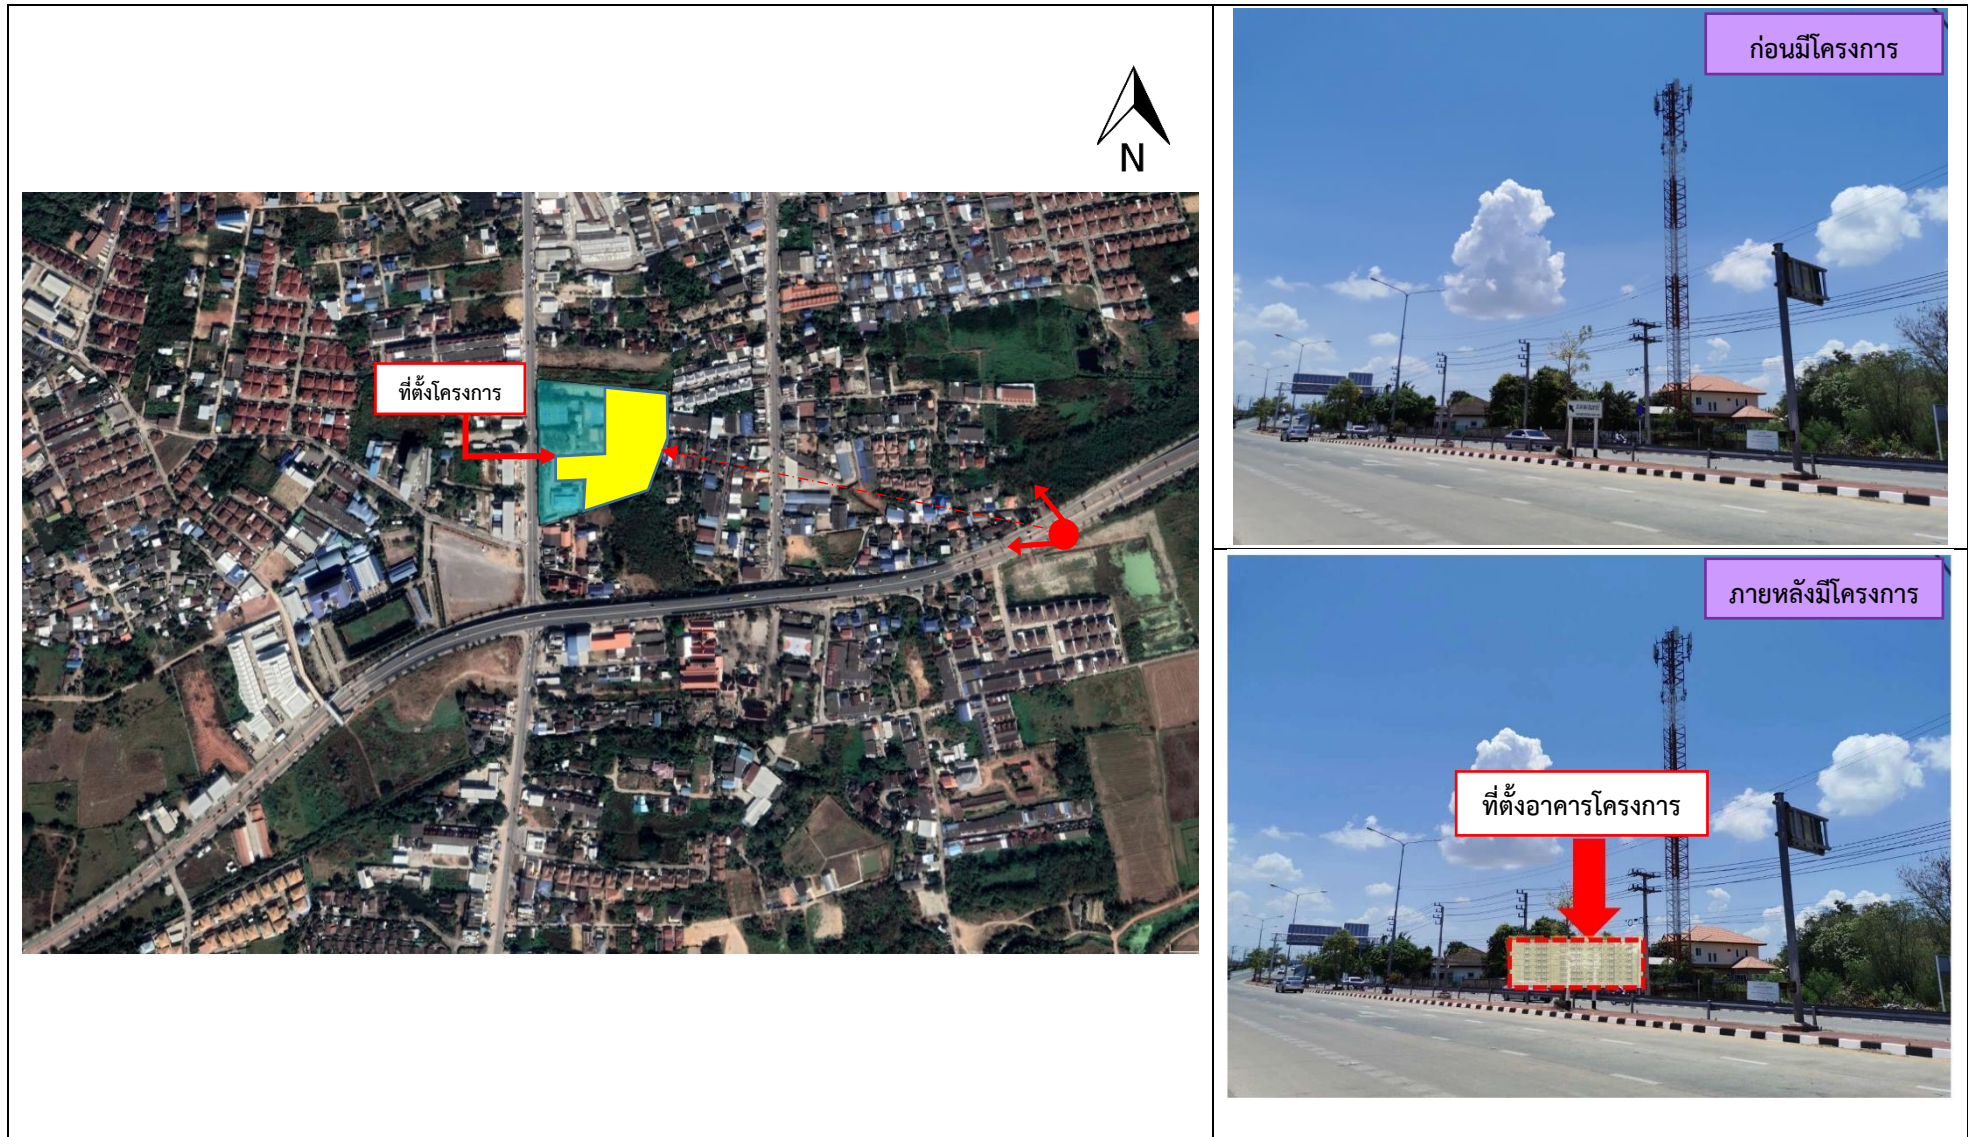 N
ที่ตั้งโครงการ
ก่อนมีโครงการ
ภายหลังมีโครงการ
ที่ตั้งอาคารโครงการ